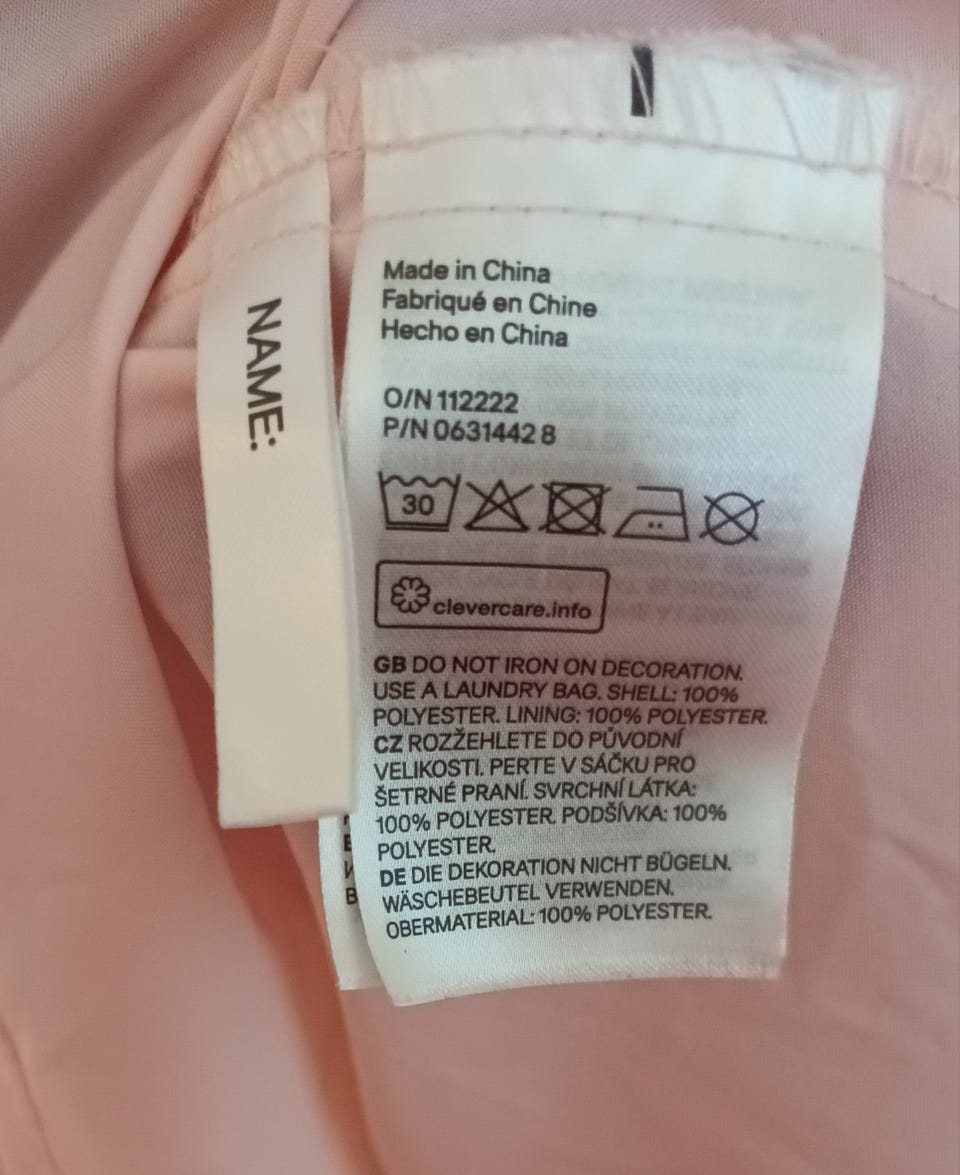 NAME:
Made in China
Fabriqué en Chine
Hecho en China
O/N 112222
P/N 0631442 8
30
clevercare.info
GB DO NOT IRON ON DECORATION.
USE A LAUNDRY BAG. SHELL: 100%
POLYESTER. LINING: 100% POLYESTER.
CZ ROZŽEHLETE DO PŮVODNÍ
VELIKOSTI. PERTE V SÁČKU PRO
ŠETRNÉ PRANÍ. SVRCHNÍ LÁTKA:
100% POLYESTER. PODŠÍVKA: 100%
POLYESTER.
DE DIE DEKORATION NICHT BÜGELN.
WÄSCHEBEUTEL VERWENDEN.
OBERMATERIAL: 100% POLYESTER.